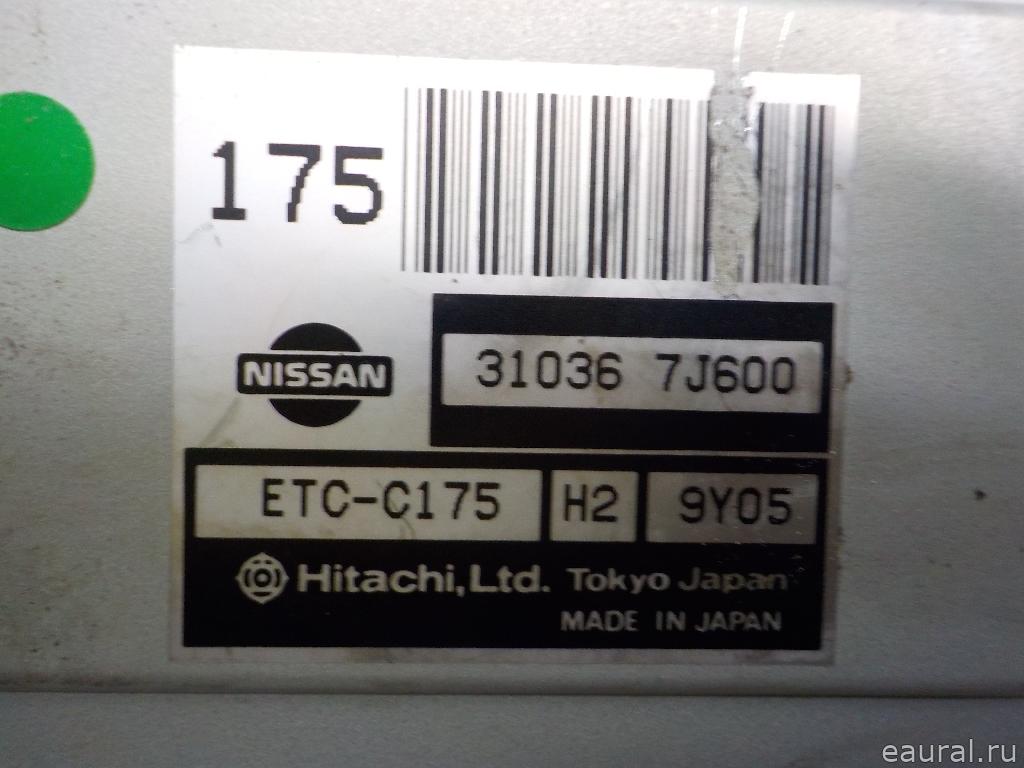 175
NISSAN
31036 7J600
ETC-C175 H2 9Y05
Hitachi, Ltd. Tokyo Japan
MADE IN JAPAN
eaural.ru